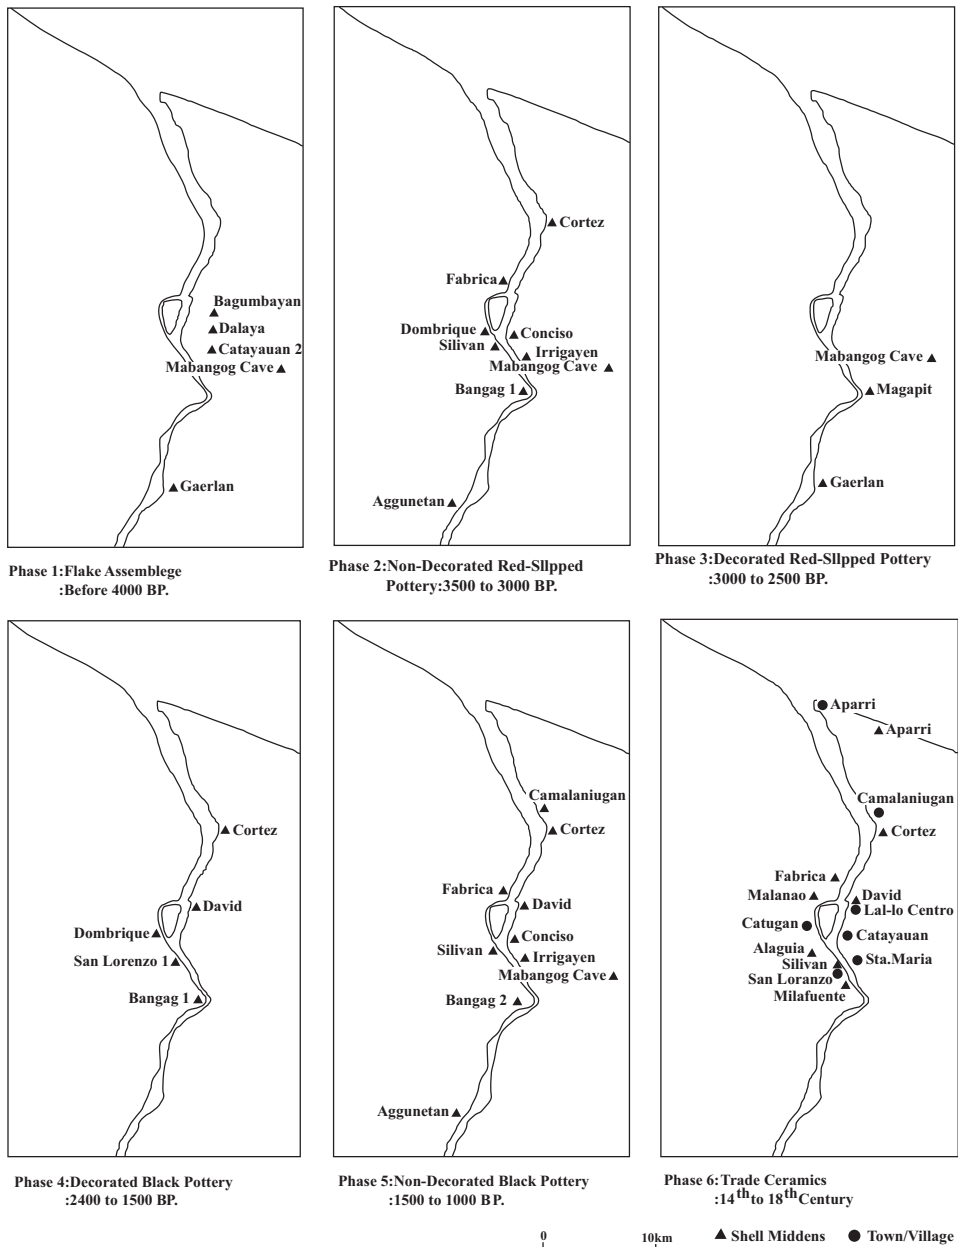 Bagumbayan
Dalaya
Catayauan 2
Mabangog Cave
Gaerlan
Phase 1:Flake Assemblege
:Before 4000 BP.
Cortez
Fabrica
Dombrique
Conciso
Silivan
Irrigayen
Mabangog Cave
Bangag 1
Aggunetan
Phase 2:Non-Decorated Red-Sllpped
Pottery:3500 to 3000 BP.
Mabangog Cave
Magapit
Gaerlan
Phase 3:Decorated Red-Sllpped Pottery
:3000 to 2500 BP.
Cortez
David
Dombrique
San Lorenzo 1
Bangag 1
Phase 4:Decorated Black Pottery
:2400 to 1500 BP.
Camalaniugan
Cortez
Fabrica
David
Conciso
Silivan
Irrigayen
Mabangog Cave
Bangag 2
Aggunetan
Phase 5:Non-Decorated Black Pottery
:1500 to 1000 BP.
Aparri
Aparri
Camalaniugan
Cortez
Fabrica
Malanao
David
Lal-lo Centro
Catugan
Catayauan
Alaguia
Silivan
Sta.Maria
San Loranzo
Milafuente
Phase 6:Trade Ceramics
:14th to 18th Century
0 10km
Shell Middens
Town/Village